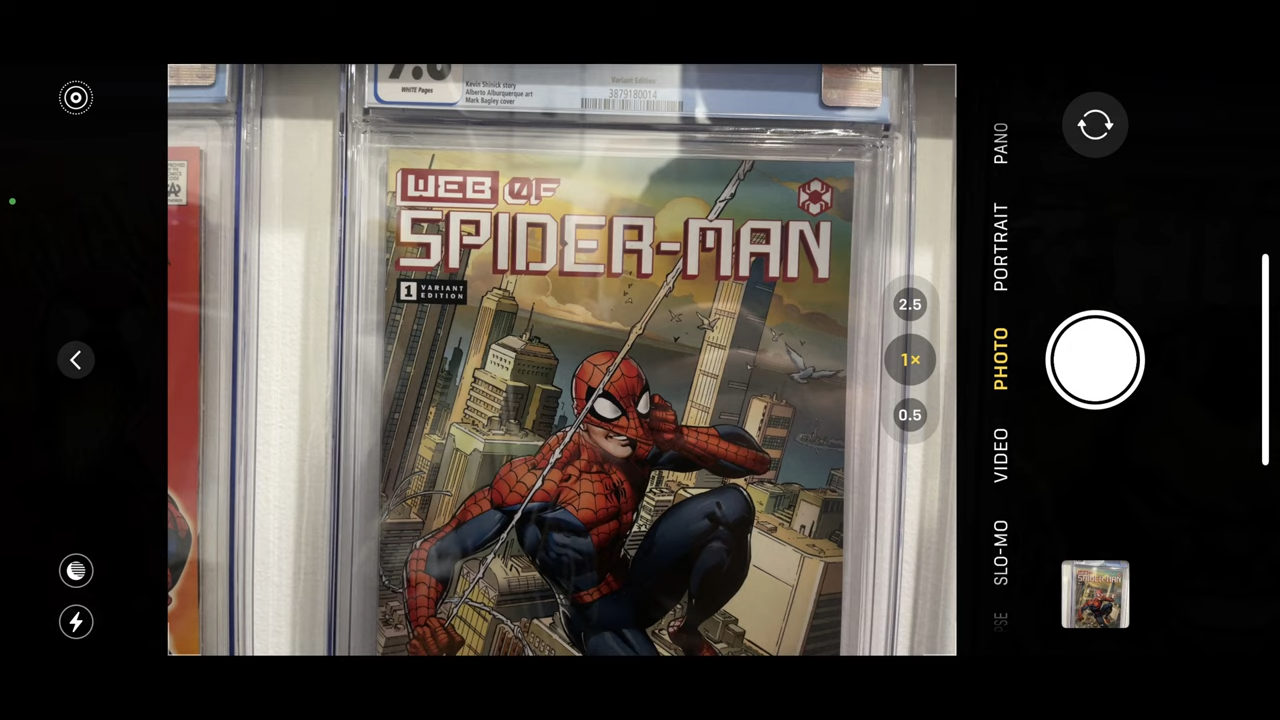 WHITE Pages
Kevin Shinick story
Alberto Alburquerque art
Mark Bagley cover
Variant Edition
3879180014
WEB OF
SPIDER-MAN
1 VARIANT
EDITION
2.5
1×
0.5
PANO
PORTRAIT
PHOTO
VIDEO
SLO-MO
PSE